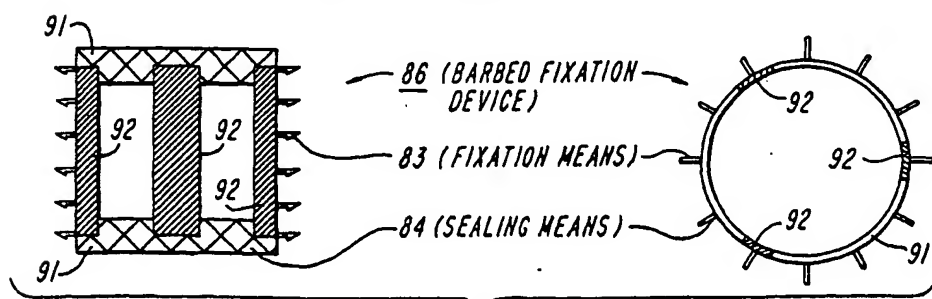 91
86 (BARBED FIXATION
DEVICE)
92
92
92
83 (FIXATION MEANS)
92
92
92
84 (SEALING MEANS)
91
91